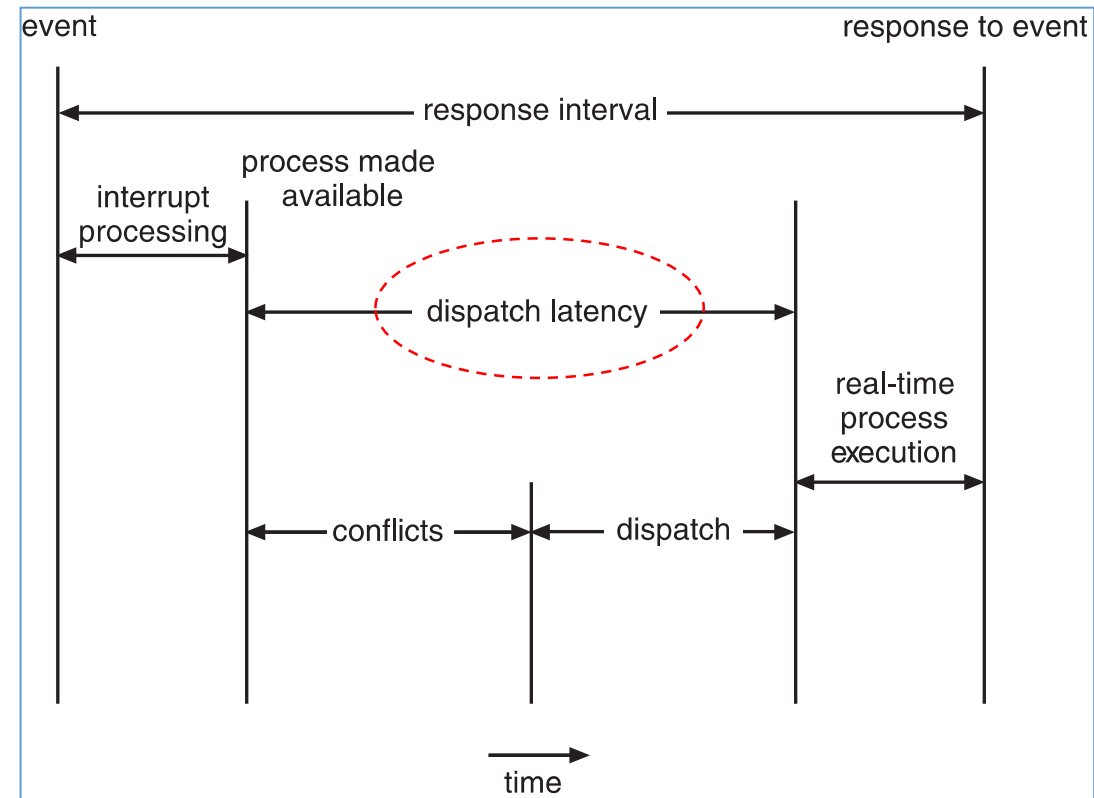 event
response to event
response interval
process made
available
interrupt
processing
dispatch latency
real-time
process
execution
conflicts
dispatch
time